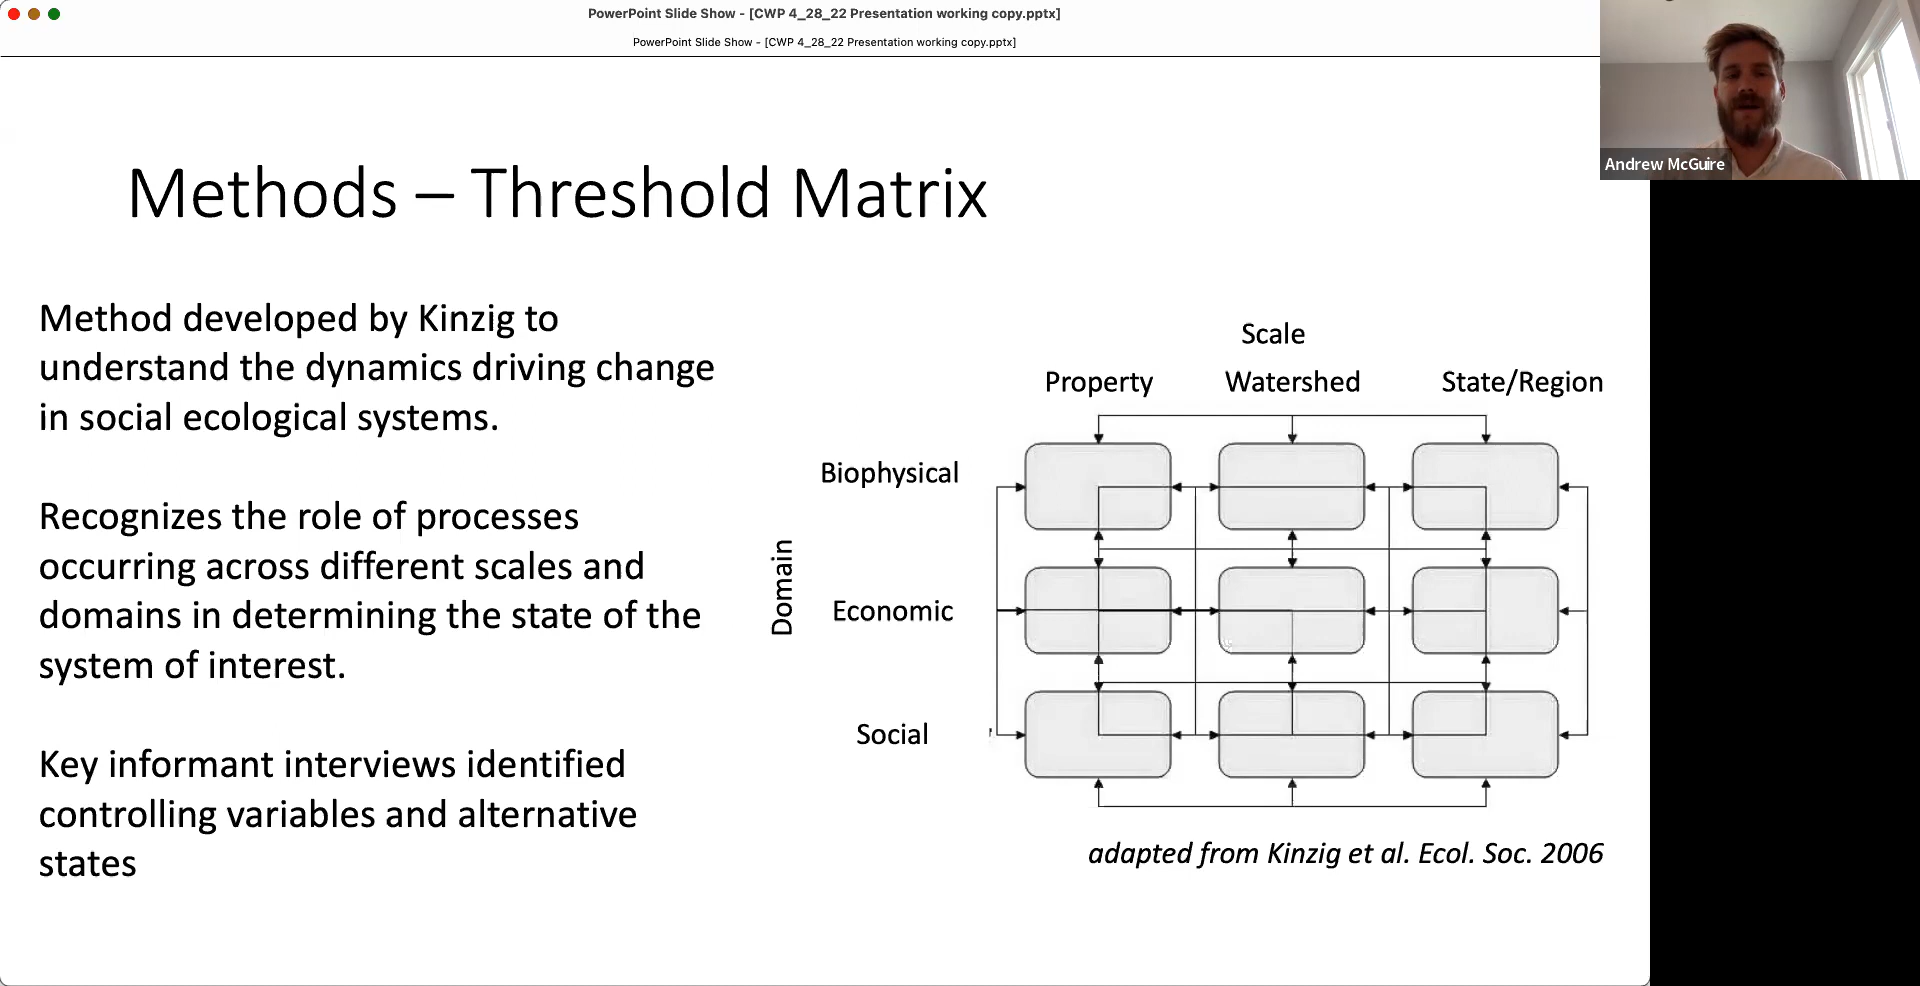 PowerPoint Slide Show - [CWP 4_28_22 Presentation working copy.pptx]
PowerPoint Slide Show - [CWP 4_28_22 Presentation working copy.pptx]
Andrew McGuire
Methods – Threshold Matrix
Method developed by Kinzig to
understand the dynamics driving change
in social ecological systems.
Recognizes the role of processes
occurring across different scales and
domains in determining the state of the
system of interest.
Key informant interviews identified
controlling variables and alternative
states
Scale
Property Watershed State/Region
Domain
Biophysical
Economic
Social
adapted from Kinzig et al. Ecol. Soc. 2006